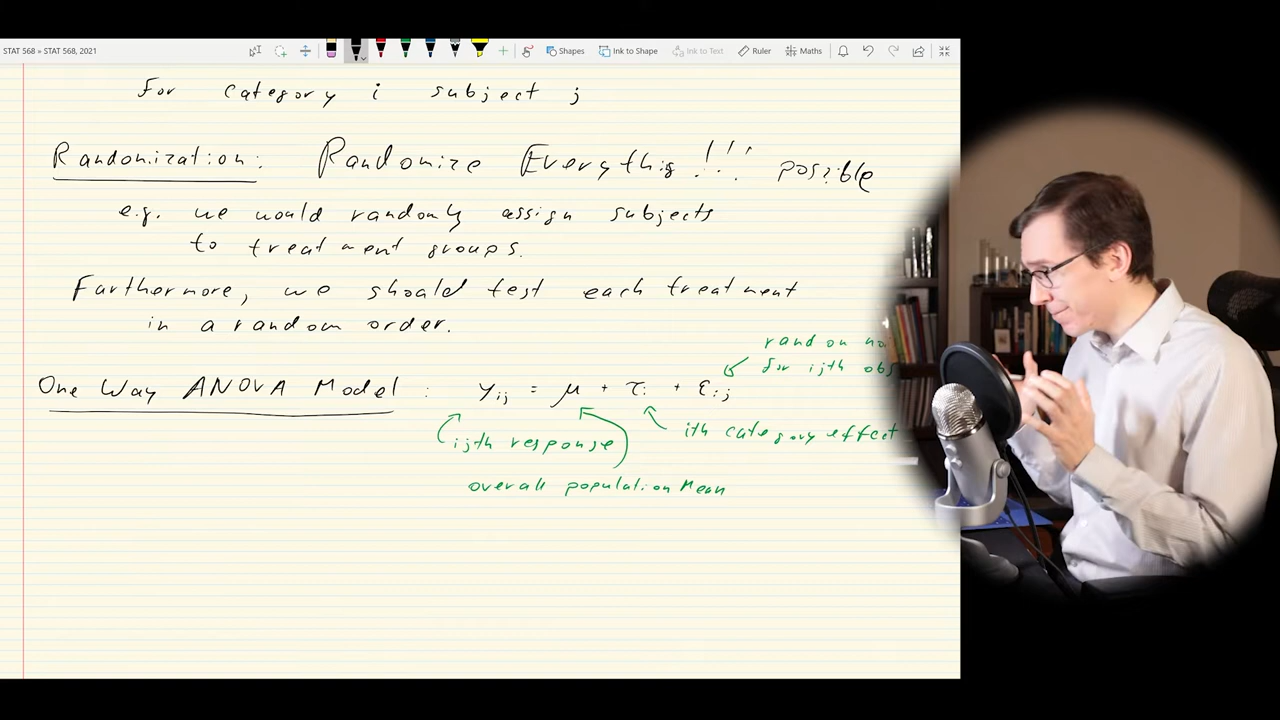 STAT 568 » STAT 568, 2021
Shapes
Ink to Shape
Ink to Text
Ruler
Maths
For category i subject j
Randomization: Randomize Everythig!!! possible
e.g. we would randomly assign subjects
to treatment groups.
Furthermore, we should test each treatment
in a random order.
random
for ijth
One Way ANOVA Model : yij = μ + τi + εij
ijth response
ith category effect
overall population Mean